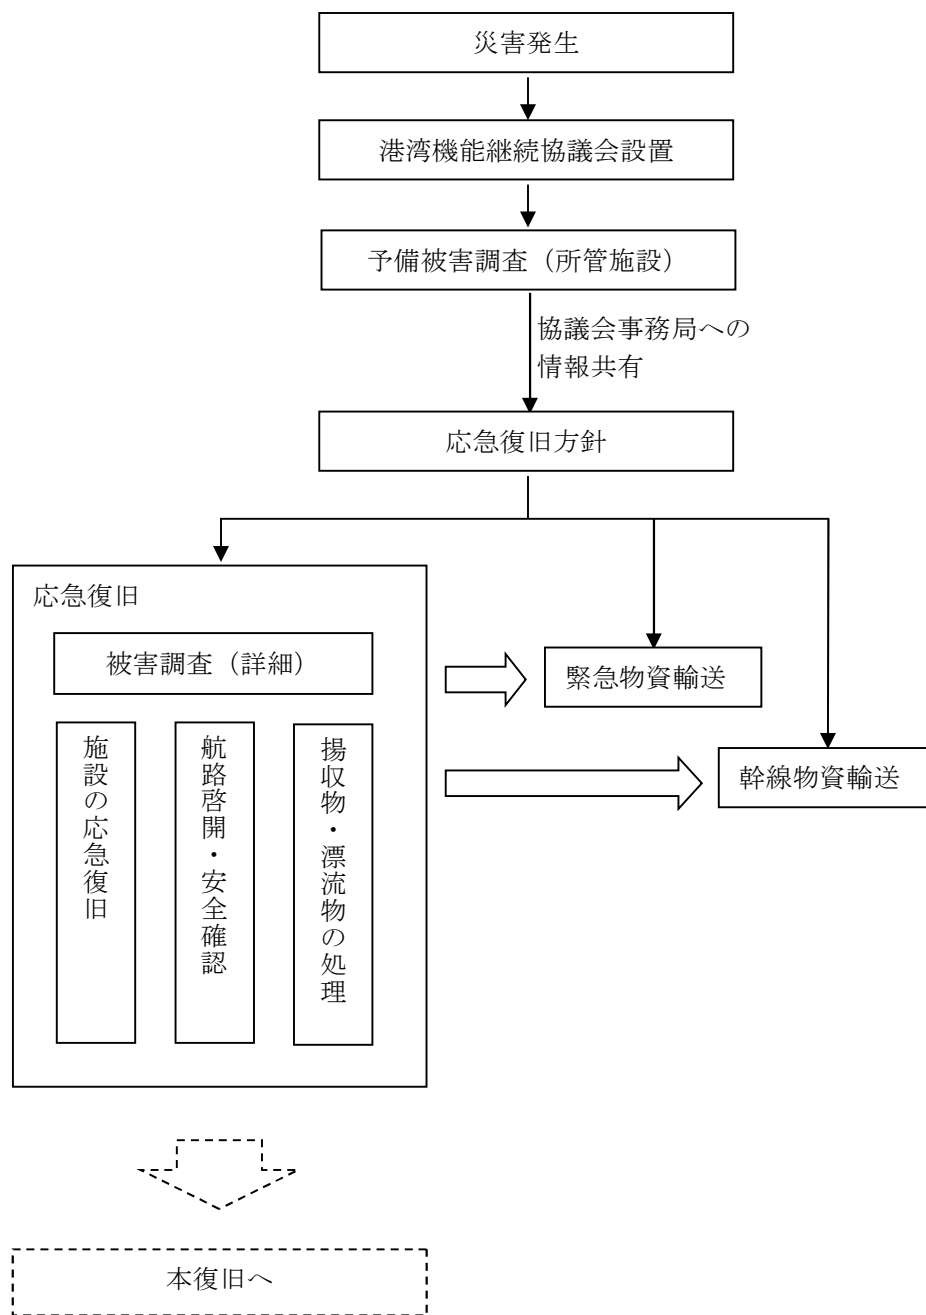 災害発生
港湾機能継続協議会設置
予備被害調査（所管施設）
協議会事務局への
情報共有
応急復旧方針
応急復旧
被害調査（詳細）
施設の応急復旧
航路啓開・安全確認
揚収物・漂流物の処理
緊急物資輸送
幹線物資輸送
本復旧へ